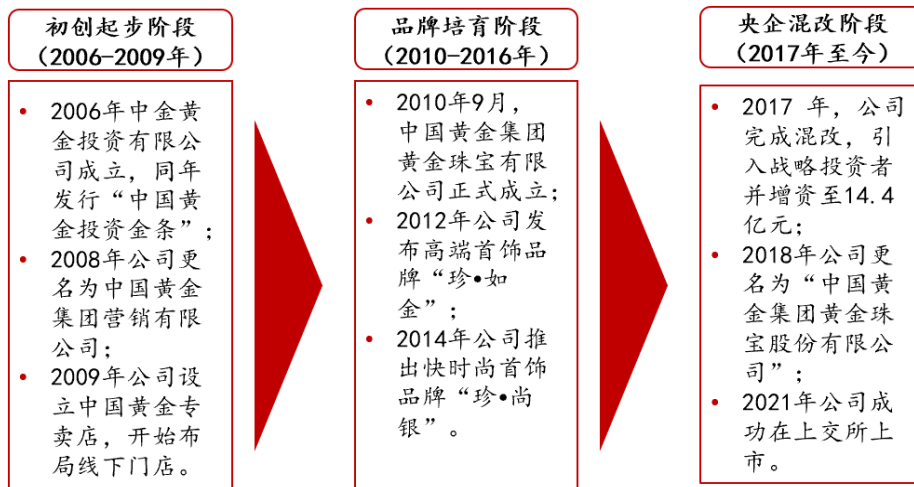 初创起步阶段
（2006-2009年）
• 2006年中金黄
金投资有限公
司成立，同年
发行“中国黄
金投资金条”；
• 2008年公司更
名为中国黄金
集团营销有限
公司；
• 2009年公司设
立中国黄金专
卖店，开始布
局线下门店。
品牌培育阶段
（2010-2016年）
• 2010年9月，
中国黄金集团
黄金珠宝有限
公司正式成立；
• 2012年公司发
布高端首饰品
牌“珍•如
金”；
• 2014年公司推
出快时尚首饰
品牌“珍•尚
银”。
央企混改阶段
（2017年至今）
• 2017 年，公司
完成混改，引
入战略投资者
并增资至14.4
亿元；
• 2018年公司更
名为“中国黄
金集团黄金珠
宝股份有限公
司”；
• 2021年公司成
功在上交所上
市。